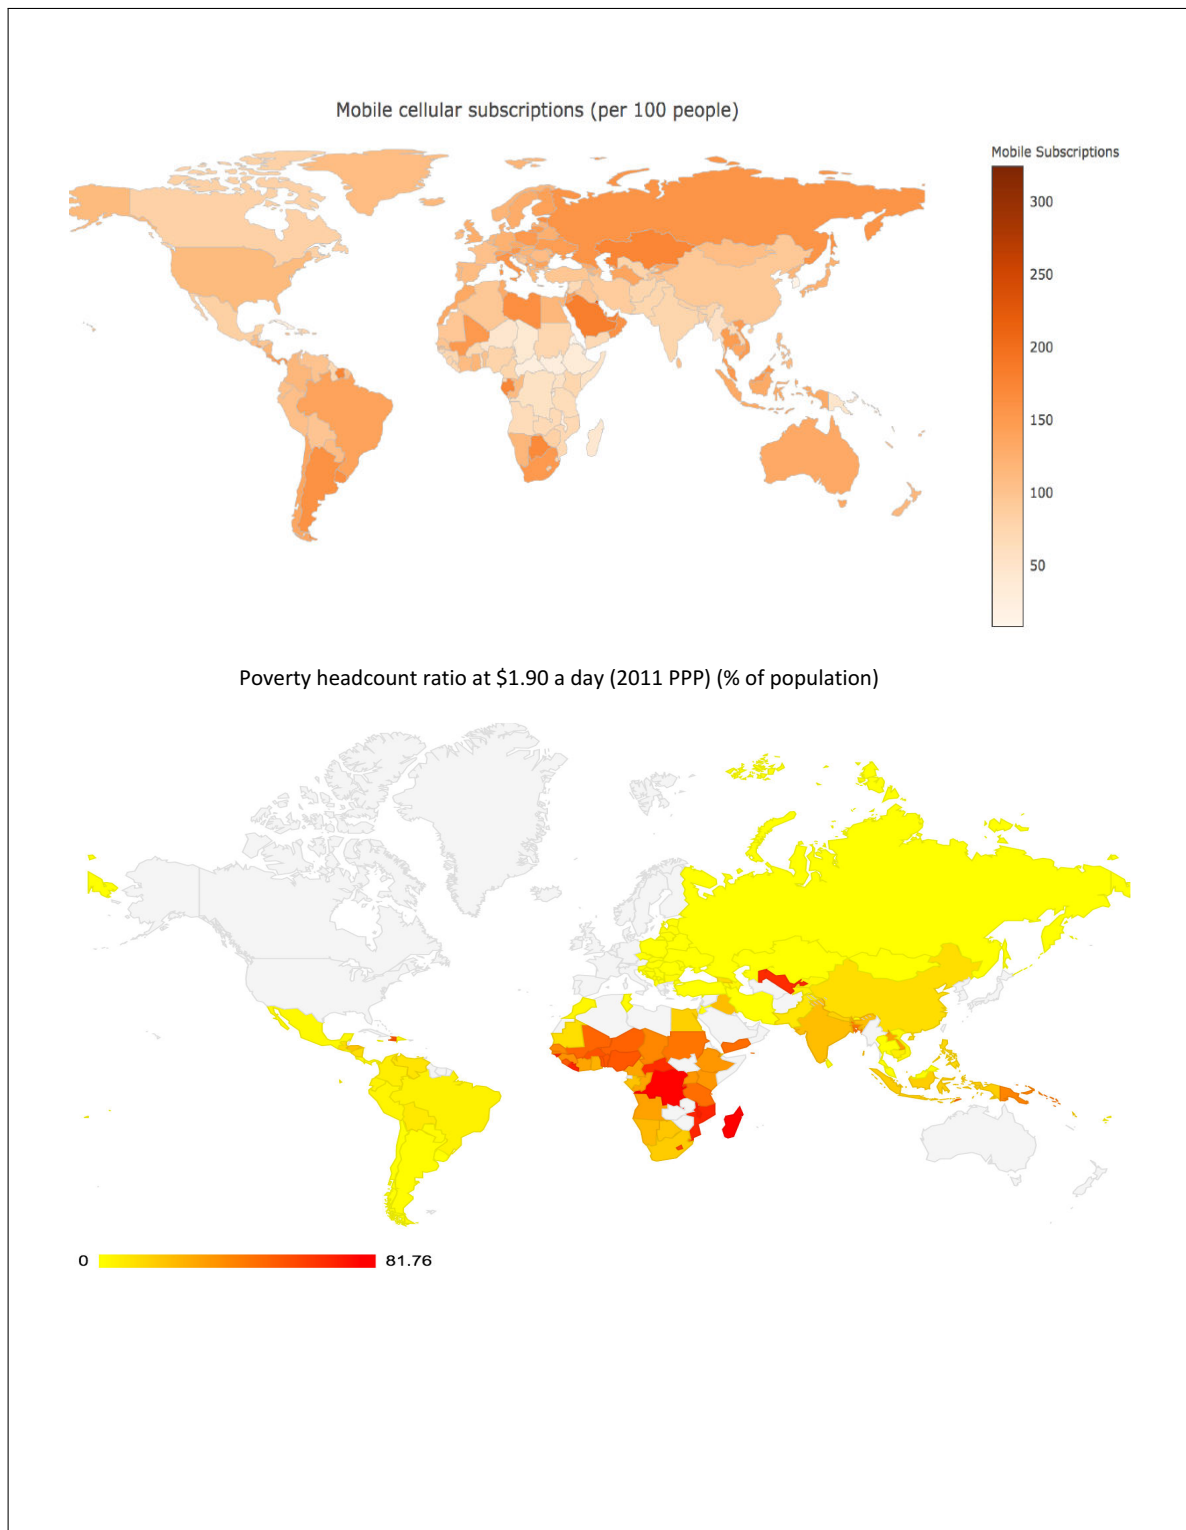 Mobile cellular subscriptions (per 100 people)
Mobile Subscriptions
300
250
200
150
100
50
Poverty headcount ratio at $1.90 a day (2011 PPP) (% of population)
0 81.76